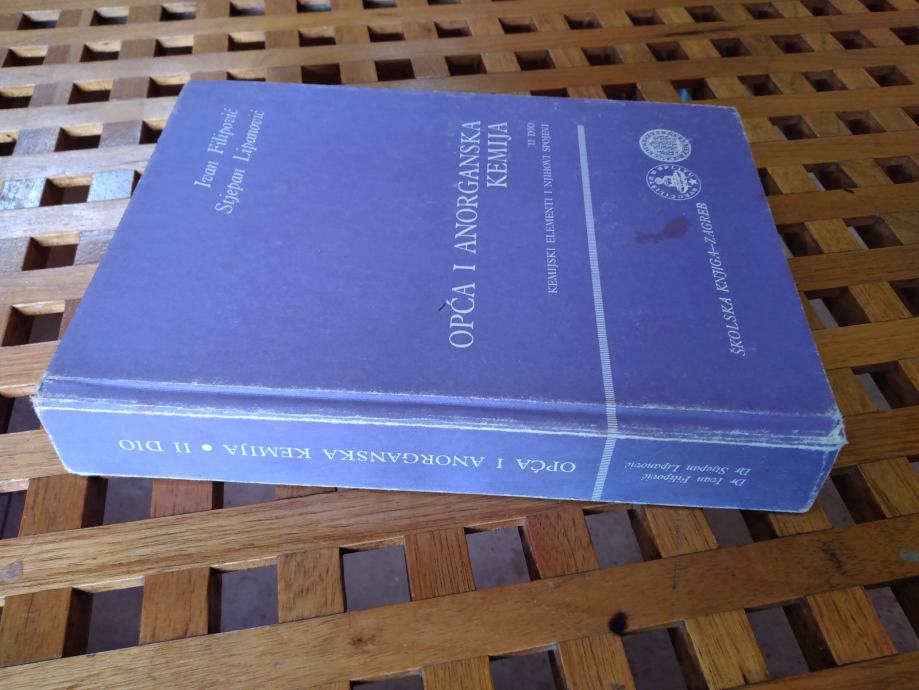 Ivan Filipović
Stjepan Lipanović
OPĆA I ANORGANSKA
KEMIJA
II DIO
KEMIJSKI ELEMENTI I NJIHOVI SPOJEVI
ŠKOLSKA KNJIGA–ZAGREB
Dr Ivan Filipović
Dr Stjepan Lipanović
OPĆA I ANORGANSKA KEMIJA • II DIO